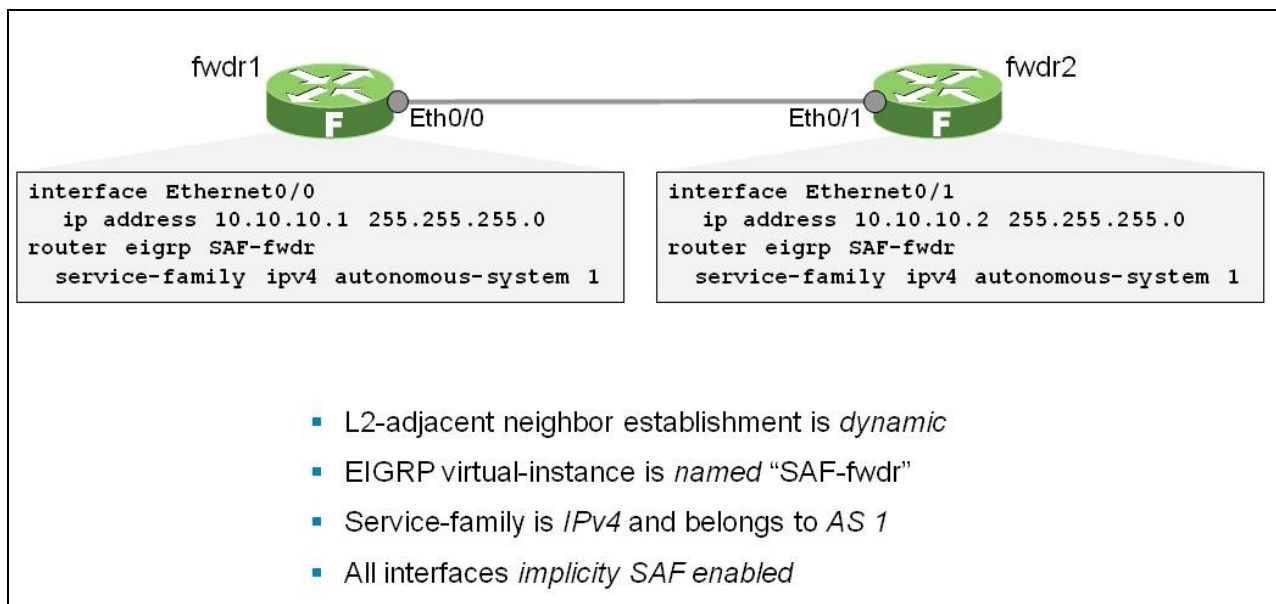 fwdr1
fwdr2
Eth0/0
Eth0/1
F
F
interface Ethernet0/0
ip address 10.10.10.1 255.255.255.0
router eigrp SAF-fwdr
service-family ipv4 autonomous-system 1
interface Ethernet0/1
ip address 10.10.10.2 255.255.255.0
router eigrp SAF-fwdr
service-family ipv4 autonomous-system 1
L2-adjacent neighbor establishment is dynamic
EIGRP virtual-instance is named “SAF-fwdr”
Service-family is IPv4 and belongs to AS 1
All interfaces implicity SAF enabled